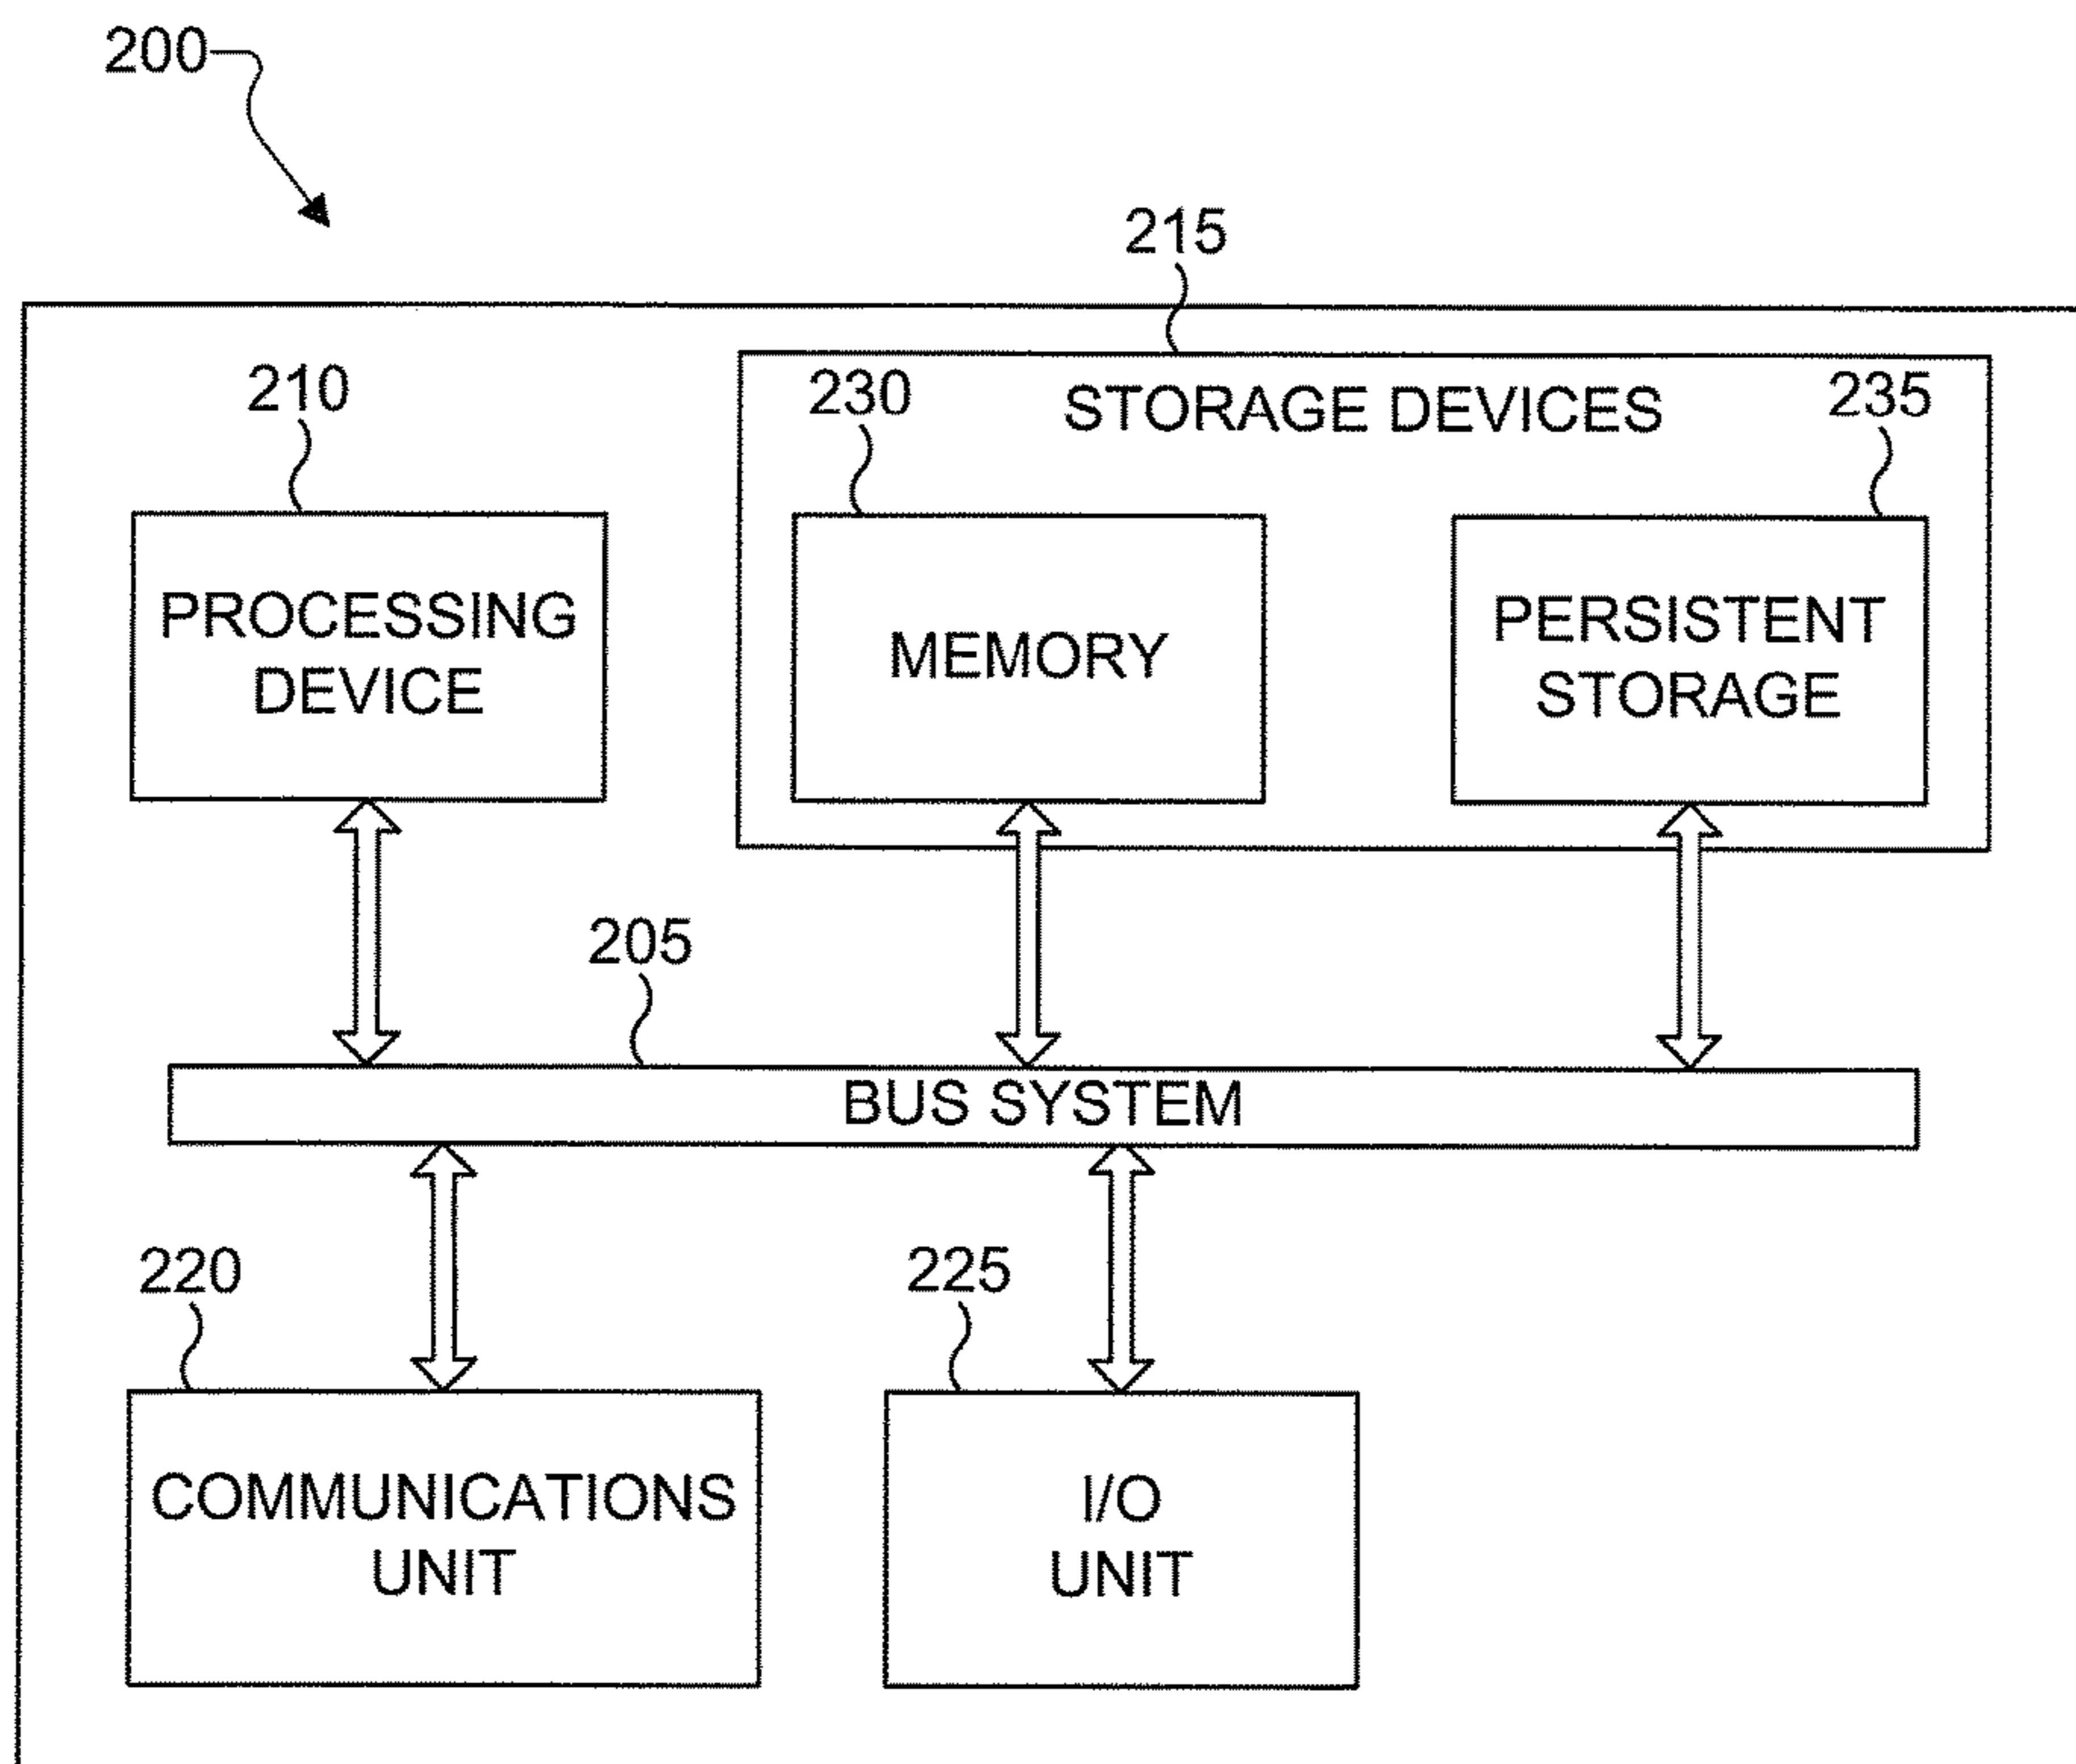 200
215
210
230
STORAGE DEVICES
235
PROCESSING
DEVICE
MEMORY
PERSISTENT
STORAGE
205
BUS SYSTEM
220
225
COMMUNICATIONS
UNIT
I/O
UNIT